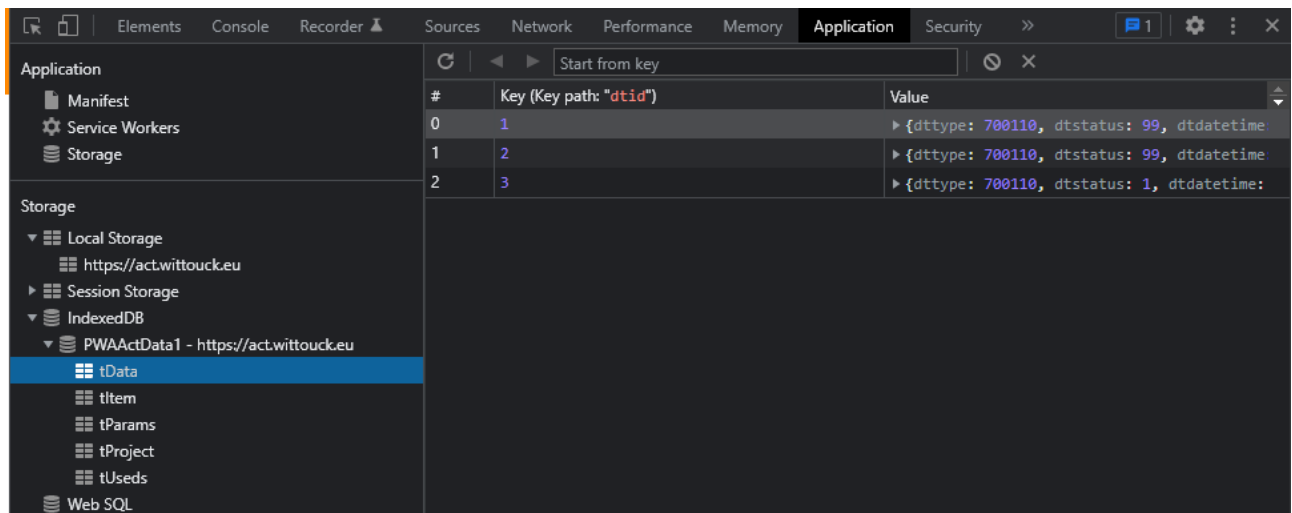 Elements Console Recorder Sources Network Performance Memory Application Security » 1
Application
Manifest
Service Workers
Storage
Storage
Local Storage
https://act.wittouck.eu
Session Storage
IndexedDB
PWAActData1 - https://act.wittouck.eu
tData
tItem
tParams
tProject
tUseds
Web SQL
Start from key
# Key (Key path: "dtid") Value
0 1 {dttype: 700110, dtstatus: 99, dtdatetime
1 2 {dttype: 700110, dtstatus: 99, dtdatetime
2 3 {dttype: 700110, dtstatus: 1, dtdatetime: